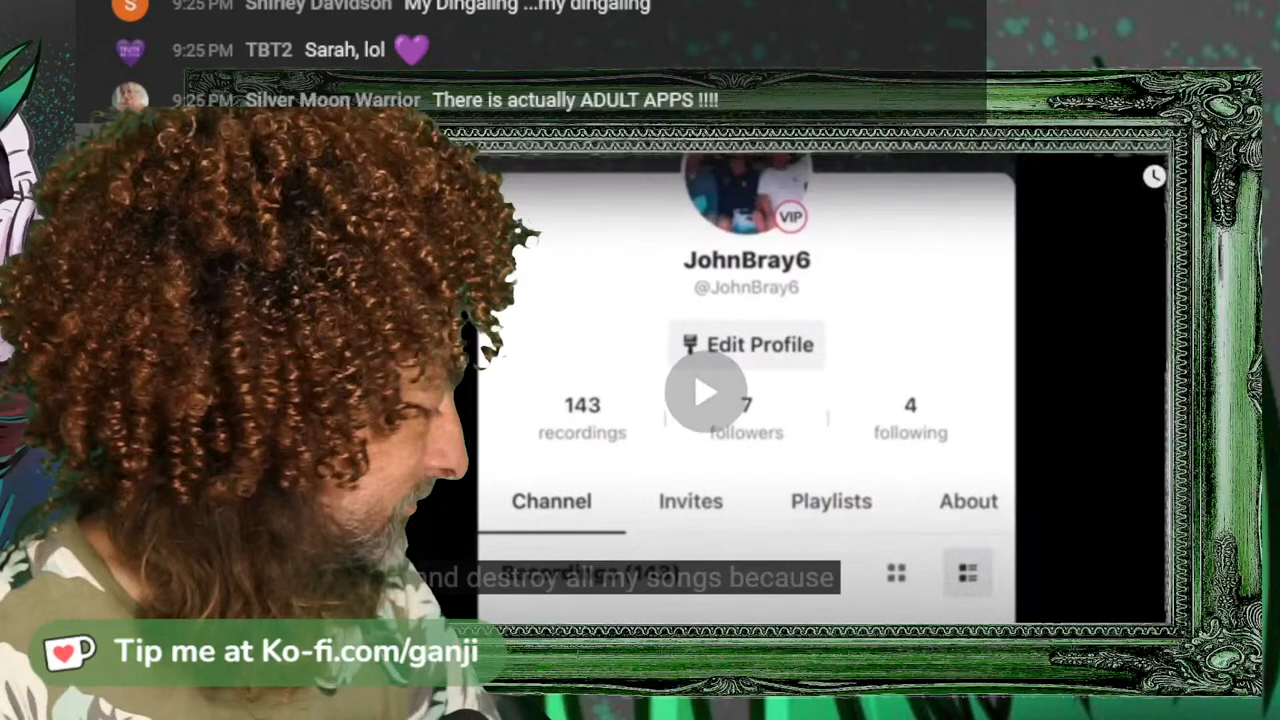 S 9:25 PM Shirley Davidson My Dingaling ...my dingaling
9:25 PM TBT2 Sarah, lol
9:25 PM Silver Moon Warrior There is actually ADULT APPS !!!!
VIP
JohnBray6
@JohnBray6
Edit Profile
143 7 4
recordings followers following
Channel Invites Playlists About
and destroy all my songs because
Tip me at Ko-fi.com/ganji